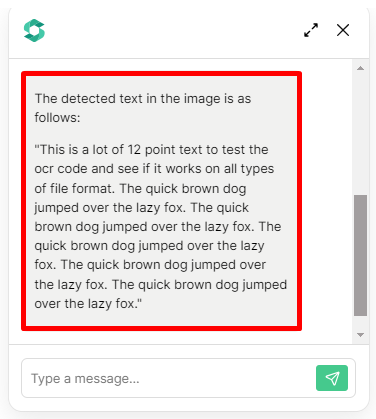 The detected text in the image is as
follows:
"This is a lot of 12 point text to test the
ocr code and see if it works on all types
of file format. The quick brown dog
jumped over the lazy fox. The quick
brown dog jumped over the lazy fox. The
quick brown dog jumped over the lazy
fox. The quick brown dog jumped over
the lazy fox. The quick brown dog jumped
over the lazy fox."
Type a message...